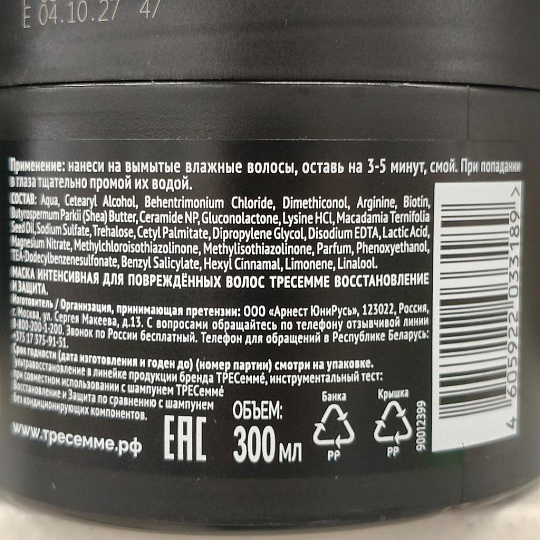 E 04.10.27 47
Применение: нанеси на вымытые влажные волосы, оставь на 3-5 минут, смой. При попадании
в глаза тщательно промой их водой.
СОСТАВ: Aqua, Cetearyl Alcohol, Behentrimonium Chloride, Dimethiconol, Arginine, Biotin,
Butyrospermum Parkii (Shea) Butter, Ceramide NP, Gluconolactone, Lysine HCl, Macadamia Ternifolia
Seed Oil, Sodium Sulfate, Trehalose, Cetyl Palmitate, Dipropylene Glycol, Disodium EDTA, Lactic Acid,
Magnesium Nitrate, Methylchloroisothiazolinone, Methylisothiazolinone, Parfum, Phenoxyethanol,
TEA-Dodecylbenzenesulfonate, Benzyl Salicylate, Hexyl Cinnamal, Limonene, Linalool.
МАСКА ИНТЕНСИВНАЯ ДЛЯ ПОВРЕЖДЁННЫХ ВОЛОС ТРЕСЕММЕ ВОССТАНОВЛЕНИЕ
И ЗАЩИТА.
Изготовитель / Организация, принимающая претензии: ООО «Арнест ЮниРусь», 123022, Россия,
г. Москва, ул. Сергея Макеева, д.13. С вопросами обращайтесь по телефону отзывчивой линии
8-800-200-1-200. Звонок по России бесплатный. Телефон для обращений в Республике Беларусь:
+375 17 375-91-51.
Срок годности (дата изготовления и годен до) (номер партии) смотри на упаковке.
Ультравосстановление в линейке продукции бренда ТРЕСемме, инструментальный тест:
при совместном использовании с шампунем ТРЕСемме
Восстановление и Защита по сравнению с шампунем
без кондиционирующих компонентов.
www.тресемме.рф
EAC
ОБЪЕМ:
300 мл
Банка
PP
Крышка
PP
90012399
4 605922 033189 >